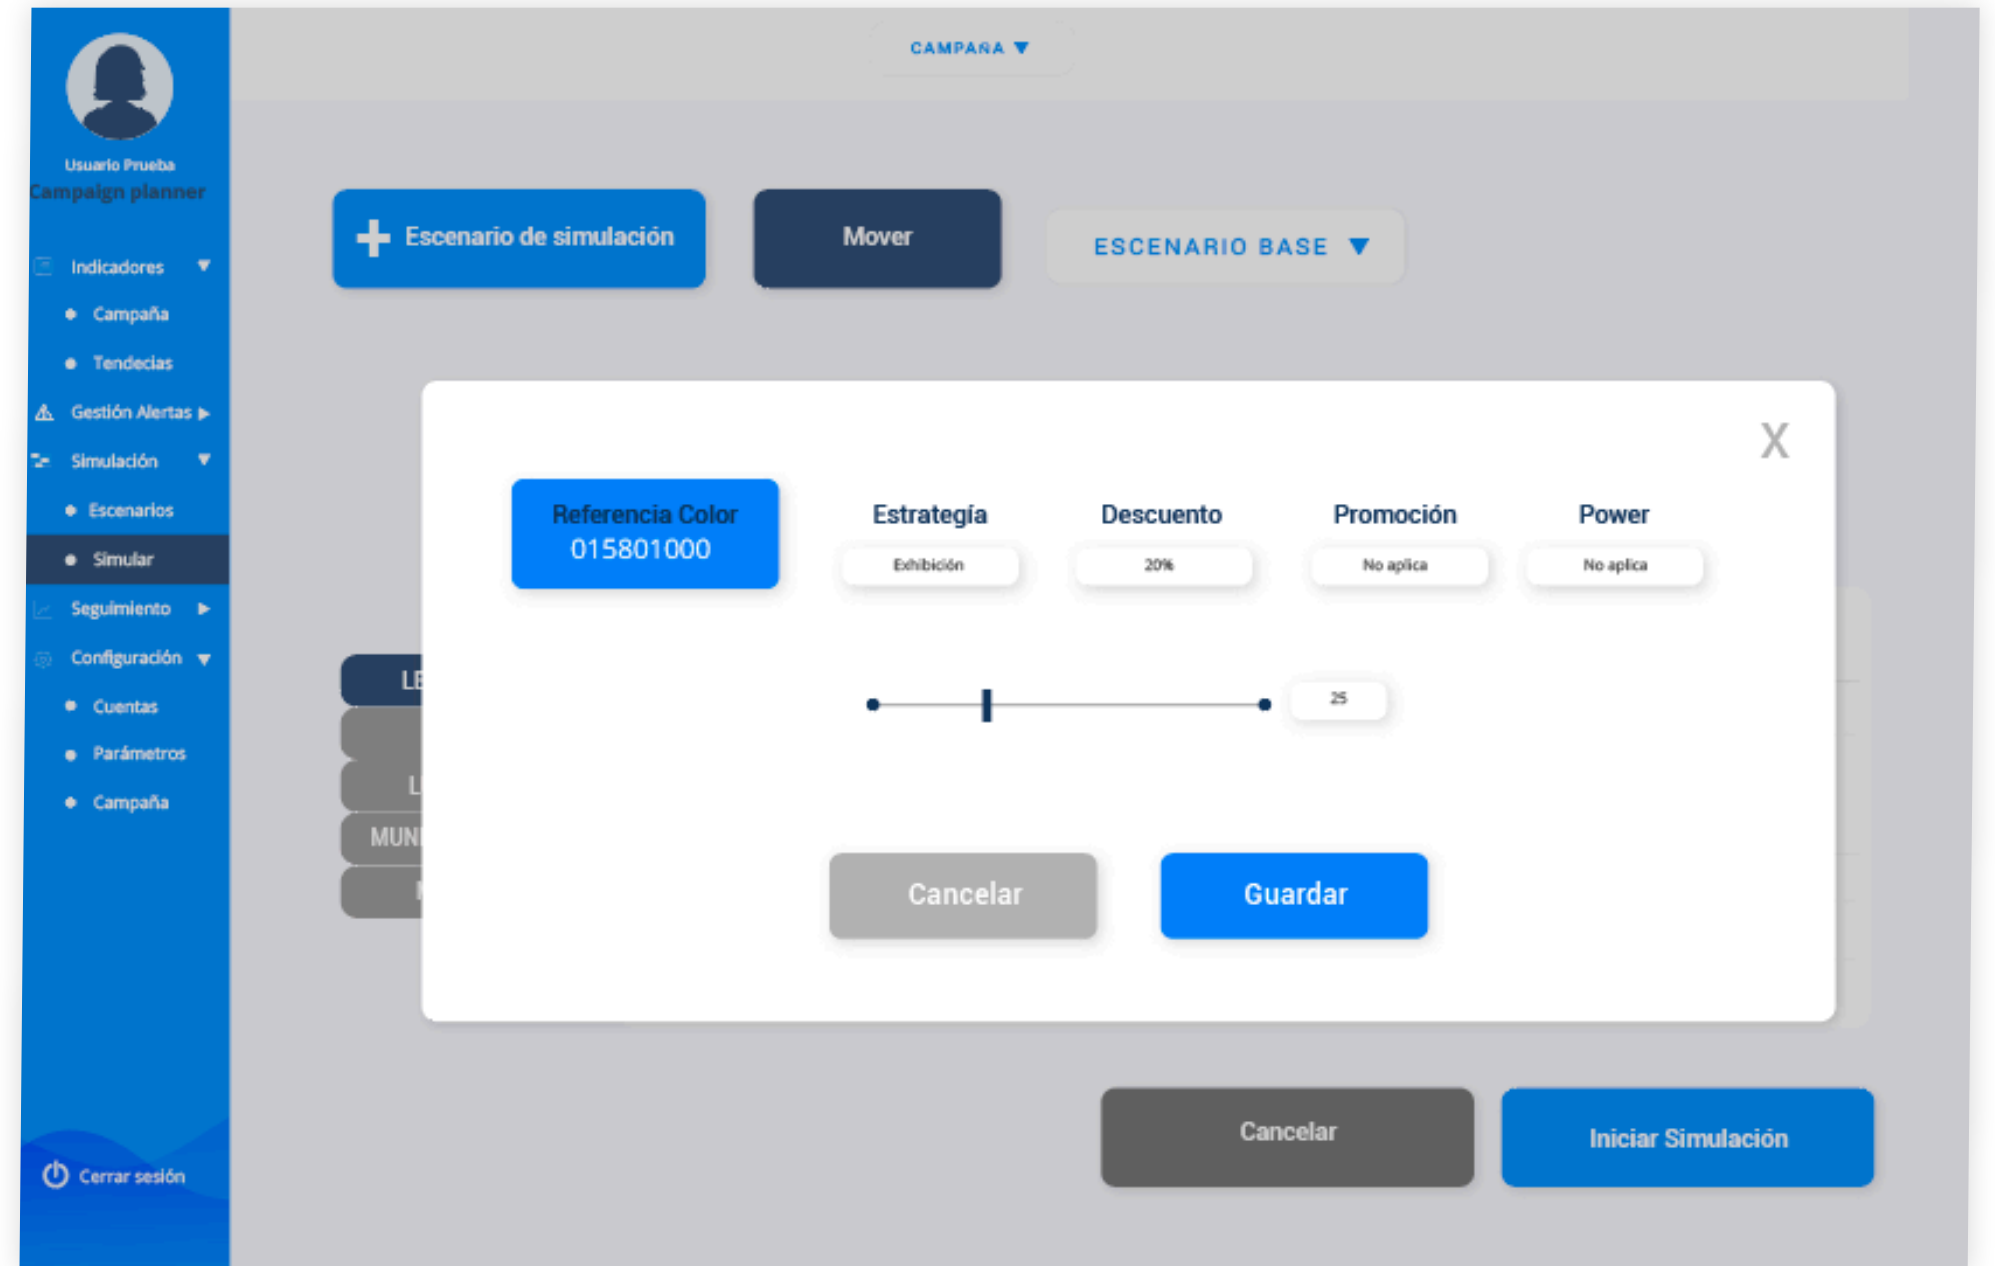 Usuario Prueba
Campaign planner
Indicadores
Campaña
Tendecias
Gestión Alertas
Simulación
Escenarios
Simular
Seguimiento
Configuración
Cuentas
Parámetros
Campaña
Cerrar sesión
CAMPAÑA
Escenario de simulación
Mover
ESCENARIO BASE
X
Referencia Color
015801000
Estrategía
Descuento
Promoción
Power
Exhibición
20%
No aplica
No aplica
25
Cancelar
Guardar
Cancelar
Iniciar Simulación